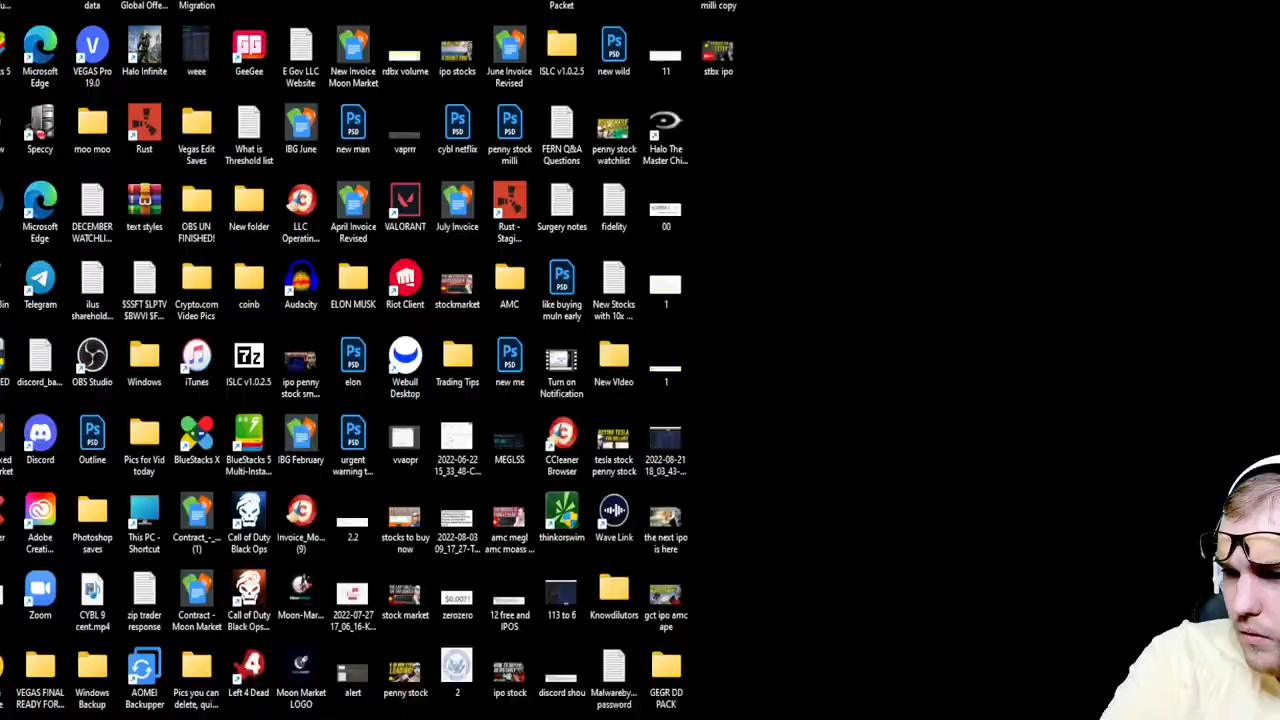 data
Global Offe...
Migration
Packet
milli copy
Microsoft
Edge
VEGAS Pro
19.0
Halo Infinite
weee
GeeGee
E Gov LLC
Website
New Invoice
Moon Market
rdbx volume
ipo stocks
June Invoice
Revised
ISLC v1.0.2.5
new wild
11
stbx ipo
Speccy
moo moo
Rust
Vegas Edit
Saves
What is
Threshold list
IBG June
new man
vaprrr
cybl netflix
penny stock
milli
FERN Q&A
Questions
penny stock
watchlist
Halo The
Master Chi...
Microsoft
Edge
DECEMBER
WATCHLI...
text styles
OBS UN
FINISHED!
New folder
LLC
Operatin...
April Invoice
Revised
VALORANT
July Invoice
Rust -
Stagi...
Surgery notes
fidelity
00
Telegram
ilus
sharehold...
$SSFT $LPTV
$BWVI $F...
Crypto.com
Video Pics
coinb
Audacity
ELON MUSK
Riot Client
stockmarket
AMC
like buying
muln early
New Stocks
with 10x ...
1
discord_ba...
OBS Studio
Windows
iTunes
ISLC v1.0.2.5
ipo penny
stock sm...
elon
Webull
Desktop
Trading Tips
new me
Turn on
Notification
New VIdeo
1
Discord
Outline
Pics for Vid
today
BlueStacks X
BlueStacks 5
Multi-Insta...
IBG February
urgent
warning t...
vvaopr
2022-06-22
15_33_48-C...
MEGLSS
CCleaner
Browser
tesla stock
penny stock
2022-08-21
18_03_43-...
Adobe
Creati...
Photoshop
saves
This PC -
Shortcut
Contract_-_...
(1)
Call of Duty
Black Ops
Invoice_Mo...
(9)
2.2
stocks to buy
now
2022-08-03
09_17_27-T...
amc megl
amc moass ...
thinkorswim
Wave Link
the next ipo
is here
Zoom
CYBL 9
cent.mp4
zip trader
response
Contract -
Moon Market
Call of Duty
Black Ops...
Moon-Mar...
2022-07-27
17_06_16-K...
stock market
zerozero
12 free and
IPOS
113 to 6
Knowdilutors
gct ipo amc
ape
VEGAS FINAL
READY FOR...
Windows
Backup
AOMEI
Backupper
Pics you can
delete, qui...
Left 4 Dead
Moon Market
LOGO
alert
penny stock
2
ipo stock
discord shou
Malwareby...
password
GEGR DD
PACK